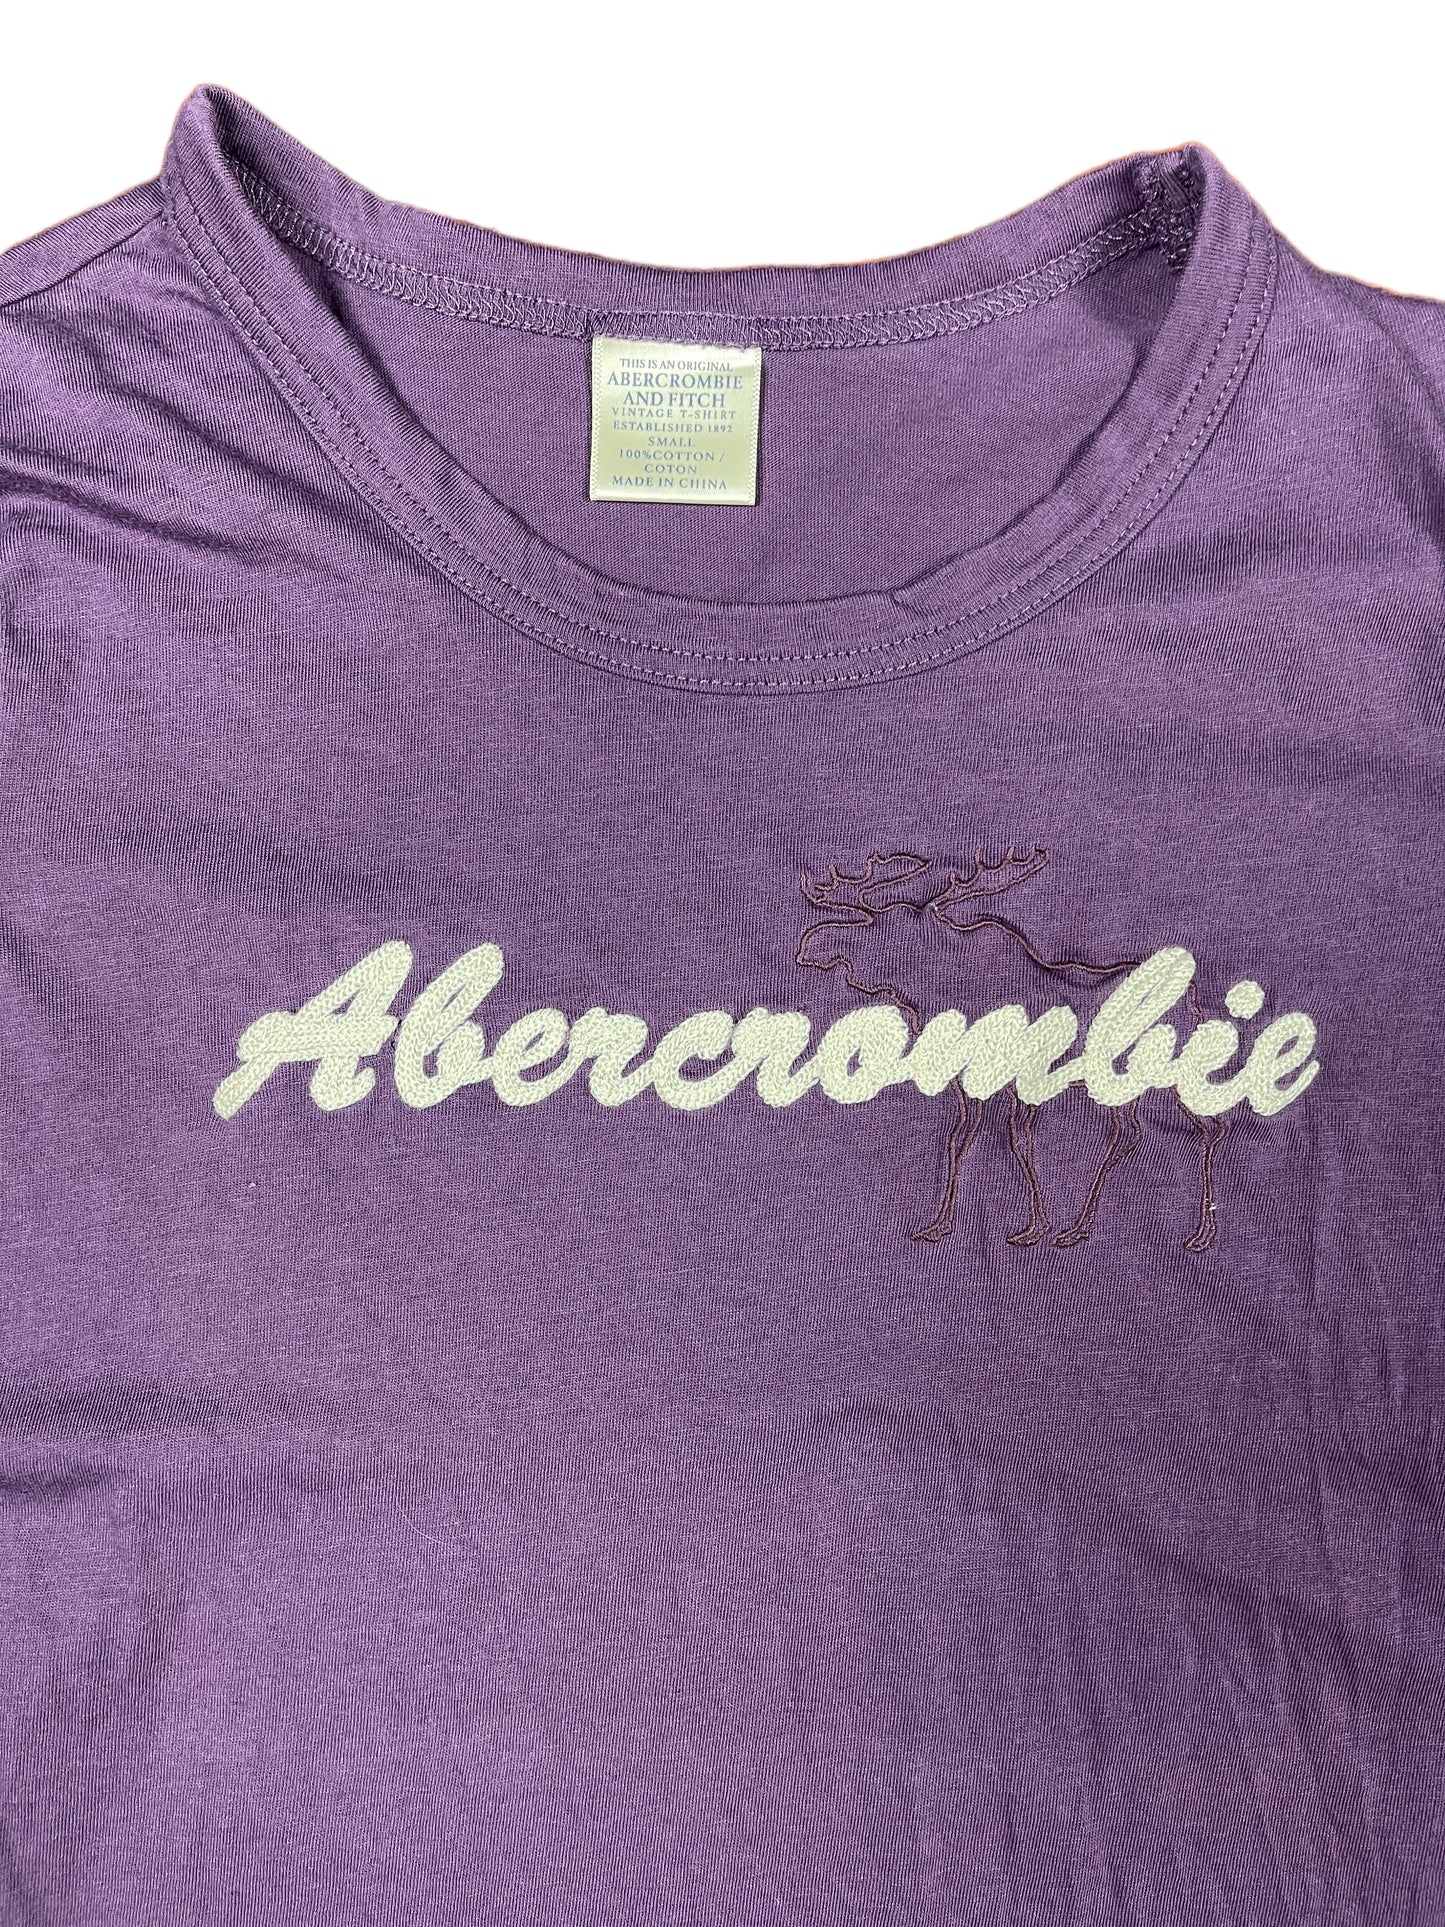 THIS IS AN ORIGINAL
ABERCROMBIE
AND FITCH
VINTAGE T-SHIRT
ESTABLISHED 1892
SMALL
100%COTTON /
COTON
MADE IN CHINA
Abercrombie